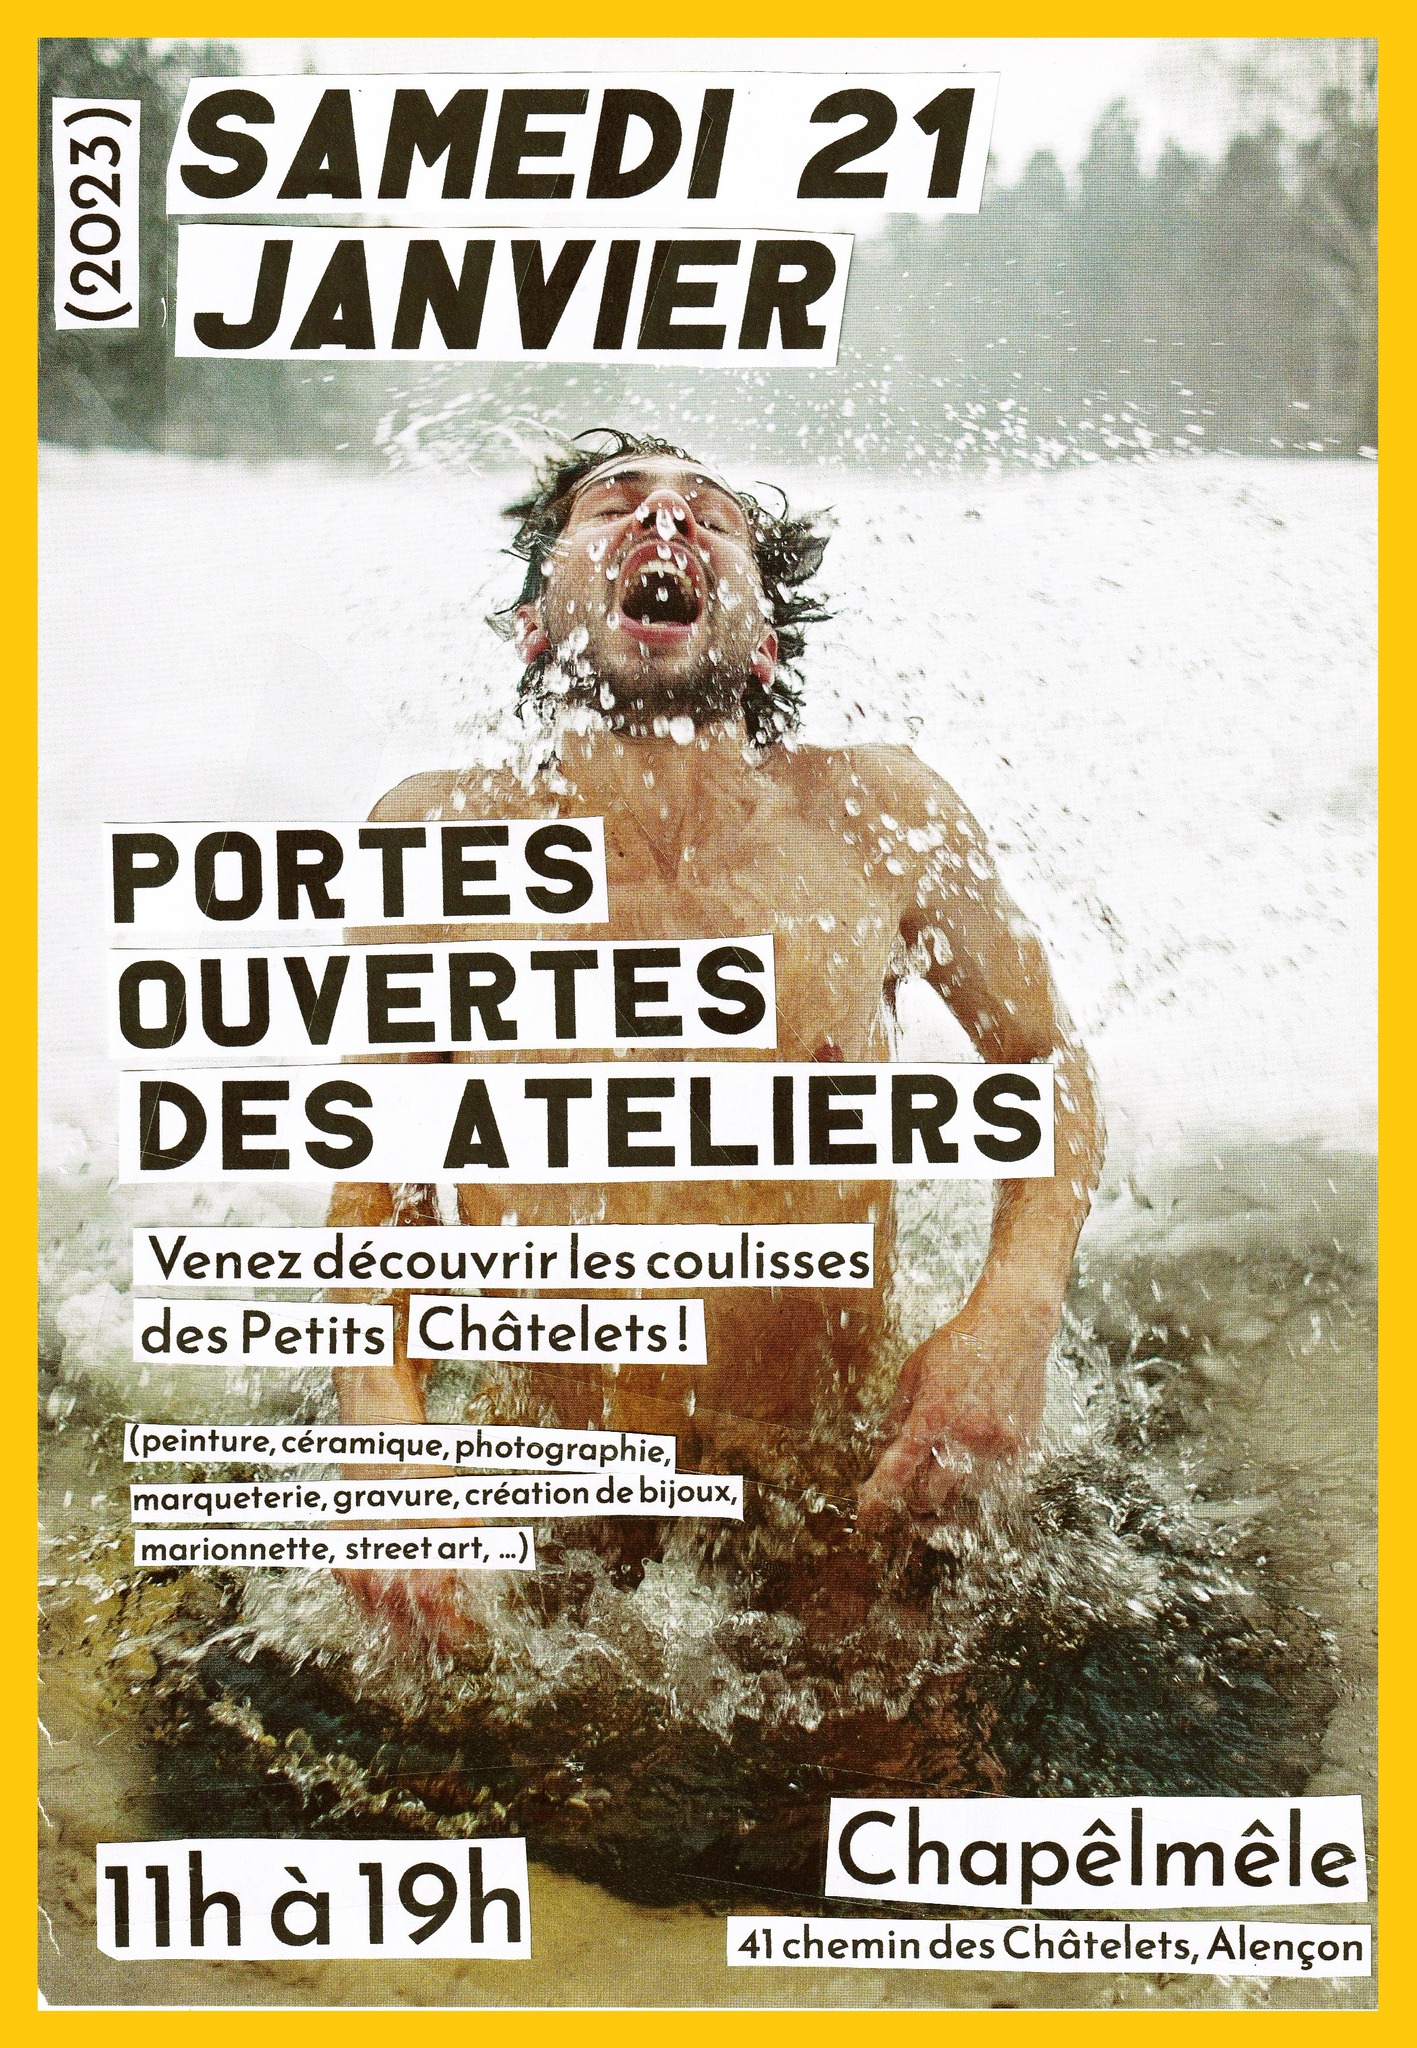 (2023)
SAMEDI 21
JANVIER
PORTES
OUVERTES
DES ATELIERS
Venez découvrir les coulisses
des Petits Châtelets !
(peinture, céramique, photographie,
marqueterie, gravure, création de bijoux,
marionnette, street art, ...)
11h à 19h
Chapêlmêle
41 chemin des Châtelets, Alençon